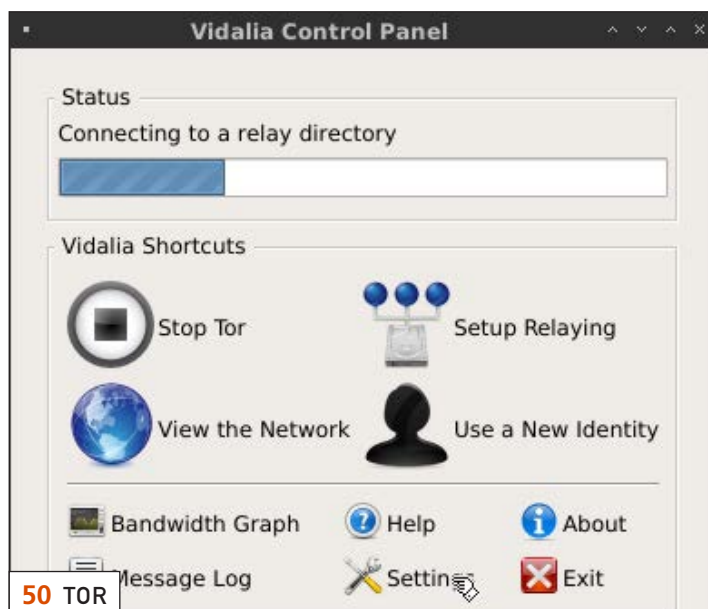 Vidalia Control Panel
Status
Connecting to a relay directory
Vidalia Shortcuts
Stop Tor
Setup Relaying
View the Network
Use a New Identity
Bandwidth Graph
Help
About
Message Log
Settings
Exit
50 TOR